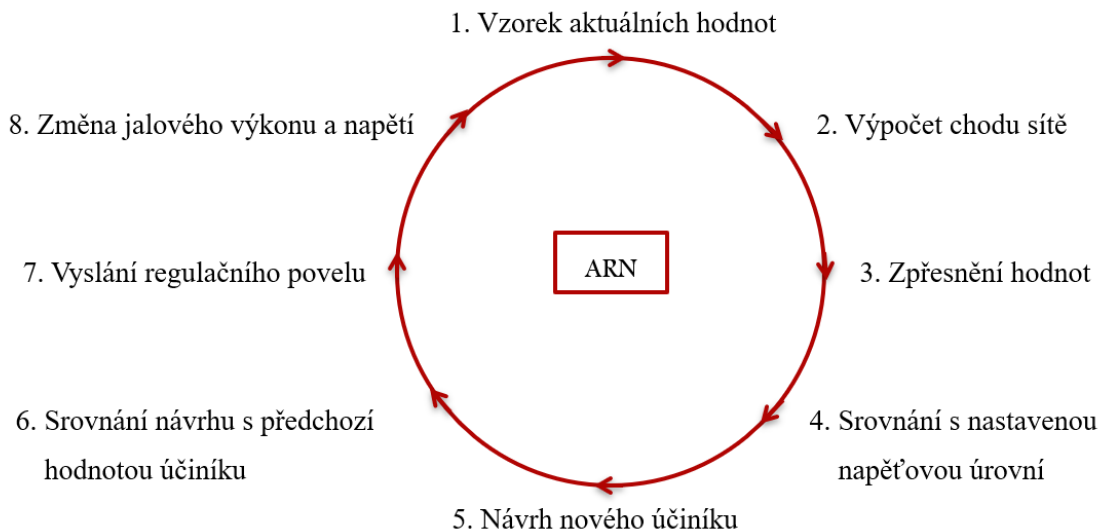 1. Vzorek aktuálních hodnot
2. Výpočet chodu sítě
3. Zpřesnění hodnot
4. Srovnání s nastavenou
napěťovou úrovní
5. Návrh nového účiníku
6. Srovnání návrhu s předchozí
hodnotou účiníku
7. Vyslání regulačního povelu
8. Změna jalového výkonu a napětí
ARN